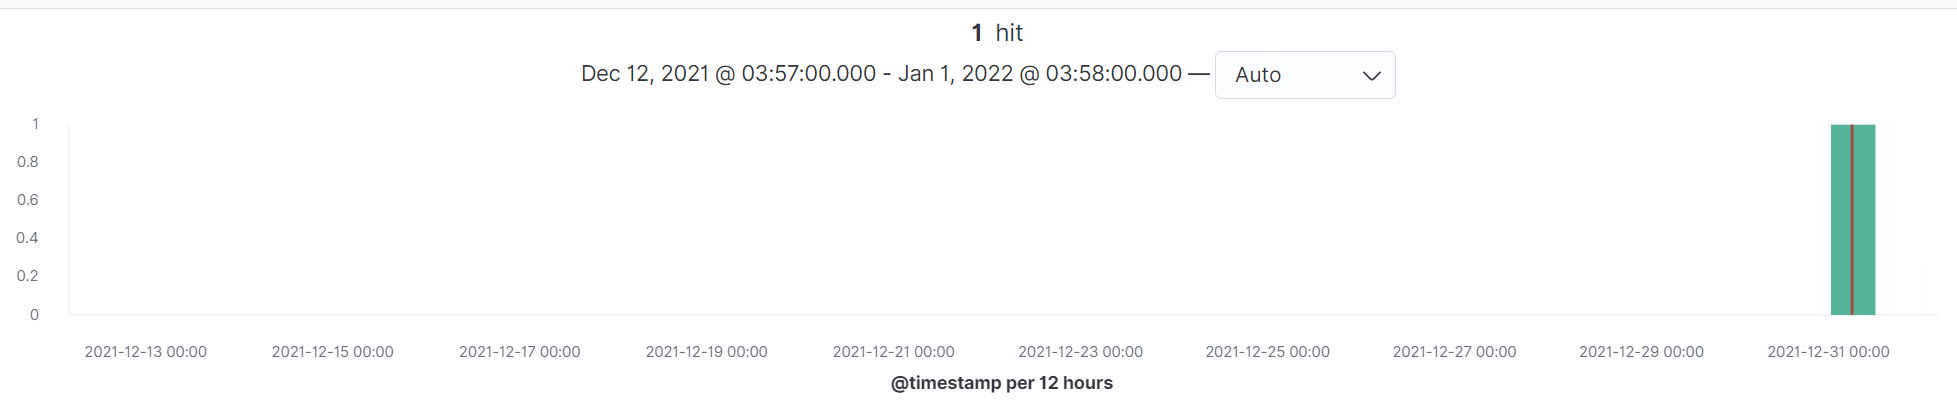 1 hit
Dec 12, 2021 @ 03:57:00.000 - Jan 1, 2022 @ 03:58:00.000 — Auto
1
0.8
0.6
0.4
0.2
0
2021-12-13 00:00 2021-12-15 00:00 2021-12-17 00:00 2021-12-19 00:00 2021-12-21 00:00 2021-12-23 00:00 2021-12-25 00:00 2021-12-27 00:00 2021-12-29 00:00 2021-12-31 00:00
@timestamp per 12 hours